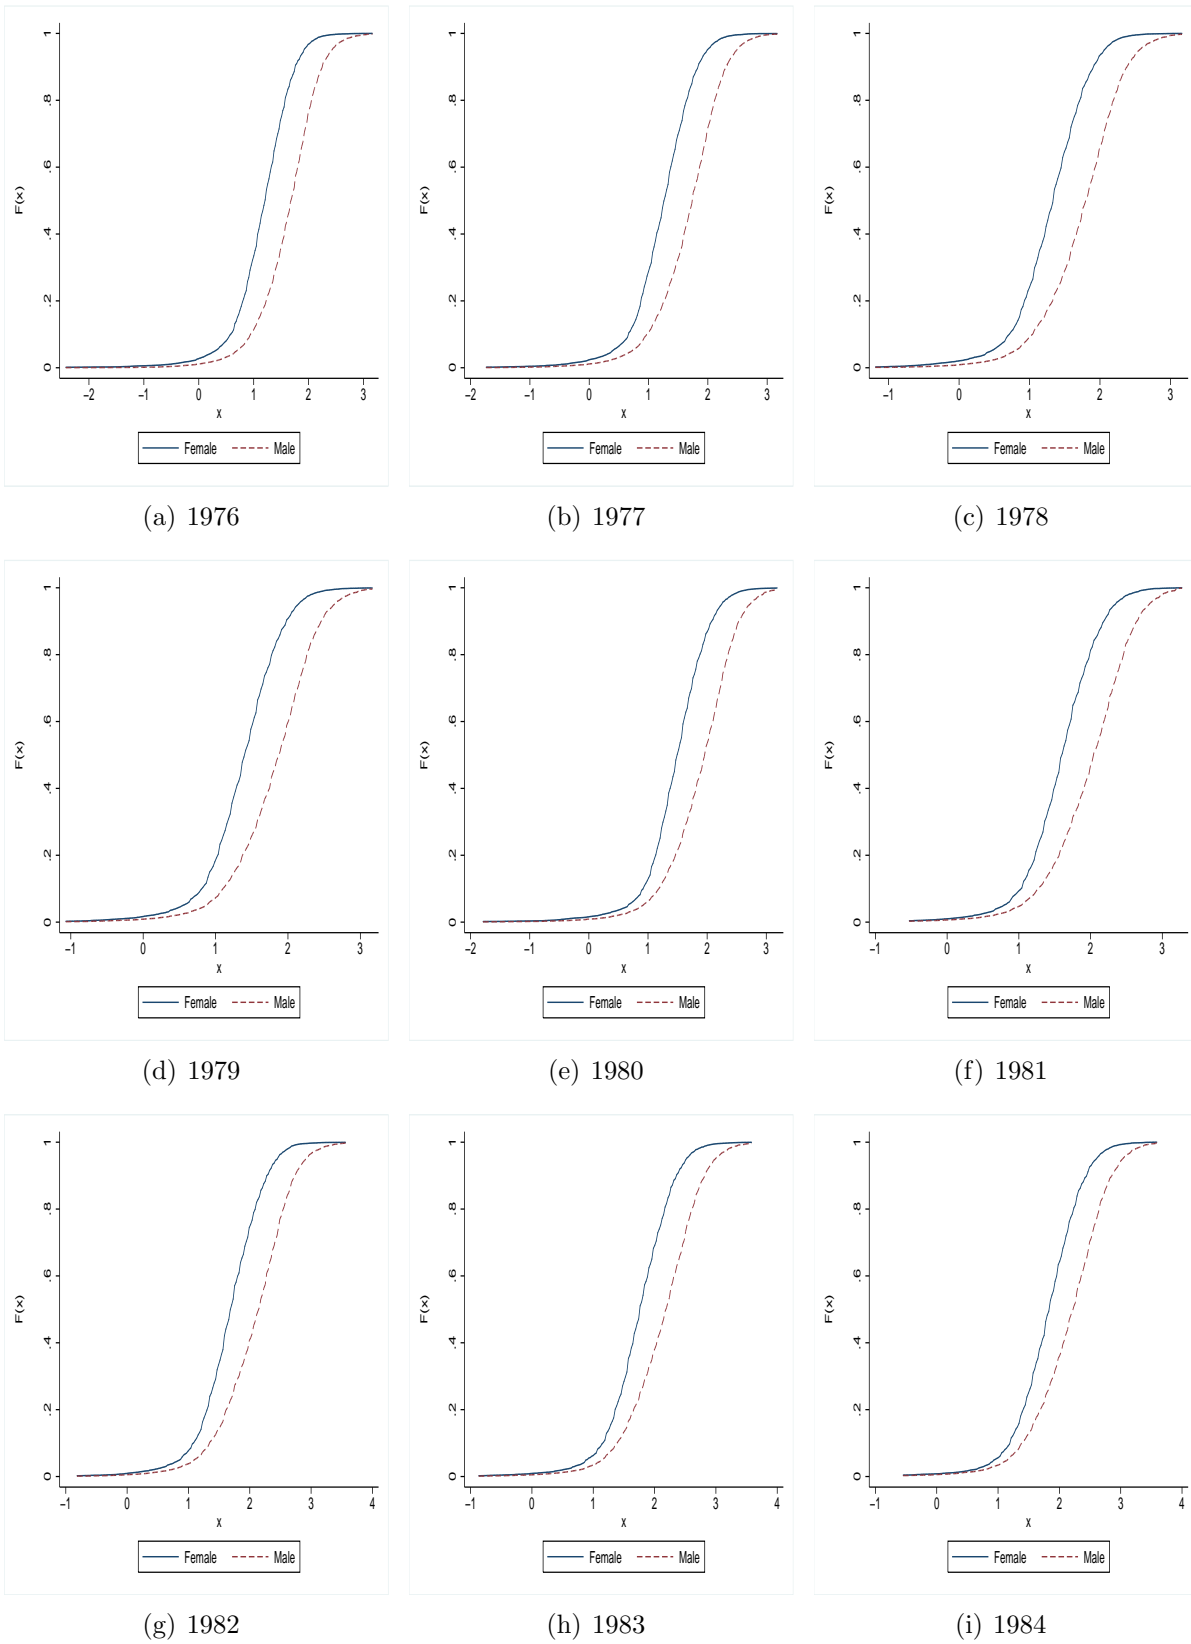 1
.8
.6
F(x)
.4
.2
0
−2 −1 0 1 2 3
x
Female Male
(a) 1976
1
.8
.6
F(x)
.4
.2
0
−2 −1 0 1 2 3
x
Female Male
(b) 1977
1
.8
.6
F(x)
.4
.2
0
−1 0 1 2 3
x
Female Male
(c) 1978
1
.8
.6
F(x)
.4
.2
0
−1 0 1 2 3
x
Female Male
(d) 1979
1
.8
.6
F(x)
.4
.2
0
−2 −1 0 1 2 3
x
Female Male
(e) 1980
1
.8
.6
F(x)
.4
.2
0
−1 0 1 2 3
x
Female Male
(f) 1981
1
.8
.6
F(x)
.4
.2
0
−1 0 1 2 3 4
x
Female Male
(g) 1982
1
.8
.6
F(x)
.4
.2
0
−1 0 1 2 3 4
x
Female Male
(h) 1983
1
.8
.6
F(x)
.4
.2
0
−1 0 1 2 3 4
x
Female Male
(i) 1984